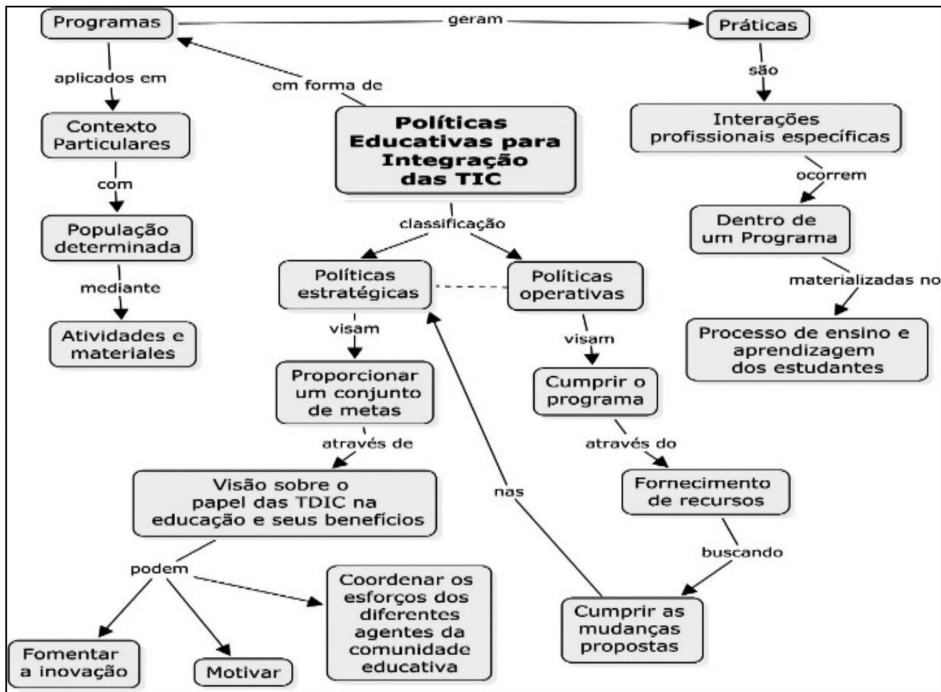 Programas
geram
Práticas
aplicados em
em forma de
são
Contexto
Particulares
Políticas
Educativas para
Integração
das TIC
Interações
profissionais específicas
com
ocorrem
População
determinada
classificação
Dentro de
um Programa
mediante
Políticas
estratégicas
Políticas
operativas
materializadas no
Atividades e
materiales
visam
visam
Processo de ensino e
aprendizagem
dos estudantes
Proporcionar
um conjunto
de metas
Cumprir o
programa
através de
através do
Visão sobre o
papel das TDIC na
educação e seus benefícios
nas
Fornecimento
de recursos
podem
buscando
Fomentar
a inovação
Motivar
Coordenar os
esforços dos
diferentes
agentes da
comunidade
educativa
Cumprir as
mudanças
propostas